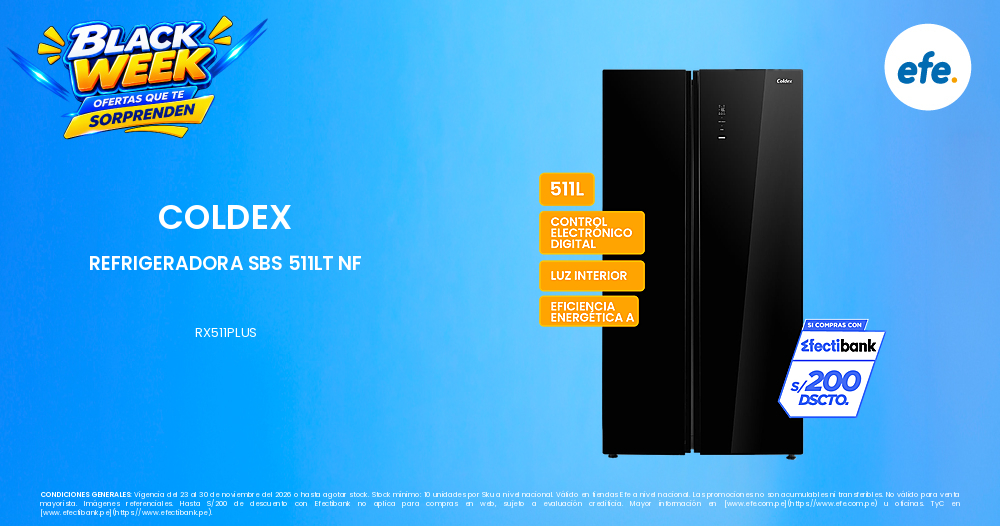 BLACK
WEEK
OFERTAS QUE TE
SORPRENDEN
efe.
Coldex
511L
CONTROL
ELECTRÓNICO
DIGITAL
LUZ INTERIOR
EFICIENCIA
ENERGÉTICA A
COLDEX
REFRIGERADORA SBS 511LT NF
RX511PLUS
SI COMPRAS CON
Efectibank
S/200
DSCTO.
CONDICIONES GENERALES: Vigencia del 23 al 30 de noviembre del 2026 o hasta agotar stock. Stock mínimo: 10 unidades por Sku a nivel nacional. Válido en tiendas Efe a nivel nacional. Las promociones no son acumulables ni transferibles. No válido para venta
mayorista. Imágenes referenciales. Hasta S/200 de descuento con Efectibank no aplica para compras en web, sujeto a evaluación crediticia. Mayor información en [www.efe.com.pe](https://www.efe.com.pe) u oficinas. TyC en
[www.efectibank.pe](https://www.efectibank.pe).